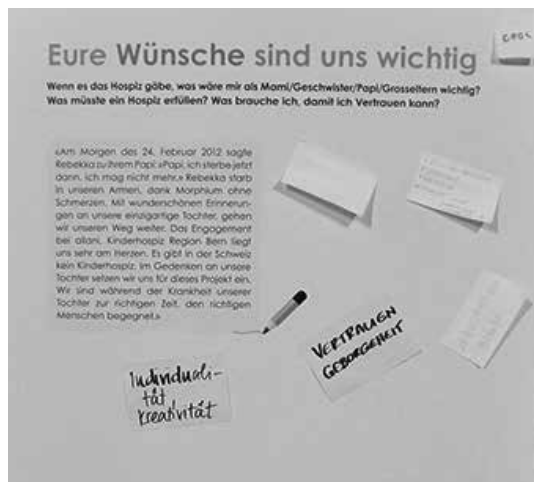 Eure Wünsche sind uns wichtig
Wenn es das Hospiz gäbe, was wäre mir als Mami/Geschwister/Papi/Grosseltern wichtig?
Was müsste ein Hospiz erfüllen? Was brauche ich, damit ich Vertrauen kann?
«Am Morgen des 24. Februar 2012 sagte
Rebekka zu ihrem Papi: «Papi, ich sterbe jetzt
dann, ich mag nicht mehr.» Rebekka starb
in unseren Armen, dank Morphium ohne
Schmerzen. Mit wunderschönen Erinnerun-
gen an unsere einzigartige Tochter, gehen
wir unseren Weg weiter. Das Engagement
bei allani, Kinderhospiz Region Bern liegt
uns sehr am Herzen. Es gibt in der Schweiz
kein Kinderhospiz. Im Gedenken an unsere
Tochter setzen wir uns für dieses Projekt ein.
Wir sind während der Krankheit unserer
Tochter zur richtigen Zeit, den richtigen
Menschen begegnet.»
VERTRAUEN
GEBORGENHEIT
Individuali-
tät
kreativität